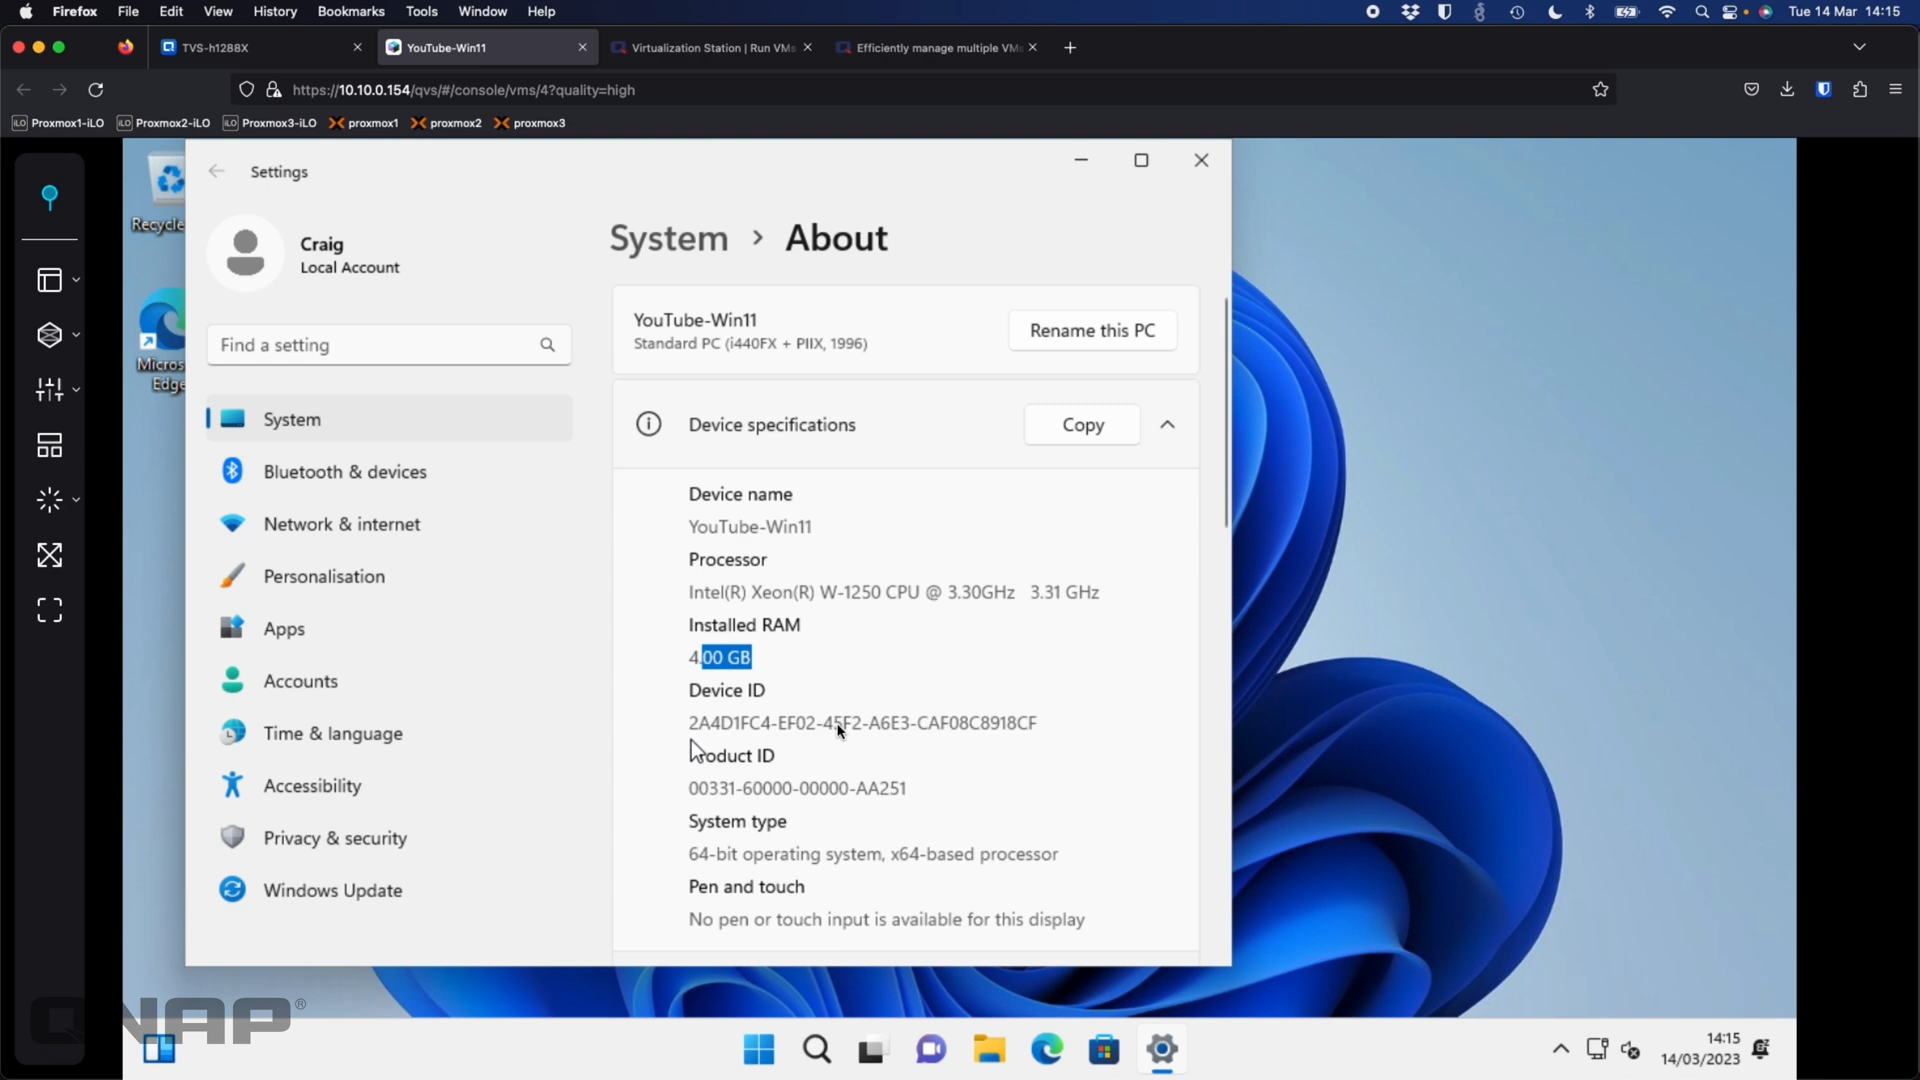 Firefox File Edit View History Bookmarks Tools Window Help Tue 14 Mar 14:15
TVS-h1288X YouTube-Win11 Virtualization Station | Run VMs Efficiently manage multiple VMs
https://10.10.0.154/qvs/#/console/vms/4?quality=high
iLO Proxmox1-iLO iLO Proxmox2-iLO iLO Proxmox3-iLO proxmox1 proxmox2 proxmox3
Settings
Recycle
Micros
Edge
Craig
Local Account
Find a setting
System
Bluetooth & devices
Network & internet
Personalisation
Apps
Accounts
Time & language
Accessibility
Privacy & security
Windows Update
System > About
YouTube-Win11
Standard PC (i440FX + PIIX, 1996)
Rename this PC
Device specifications
Copy
Device name
YouTube-Win11
Processor
Intel(R) Xeon(R) W-1250 CPU @ 3.30GHz 3.31 GHz
Installed RAM
4.00 GB
Device ID
2A4D1FC4-EF02-45F2-A6E3-CAF08C8918CF
Product ID
00331-60000-00000-AA251
System type
64-bit operating system, x64-based processor
Pen and touch
No pen or touch input is available for this display
QNAP®
14:15
14/03/2023